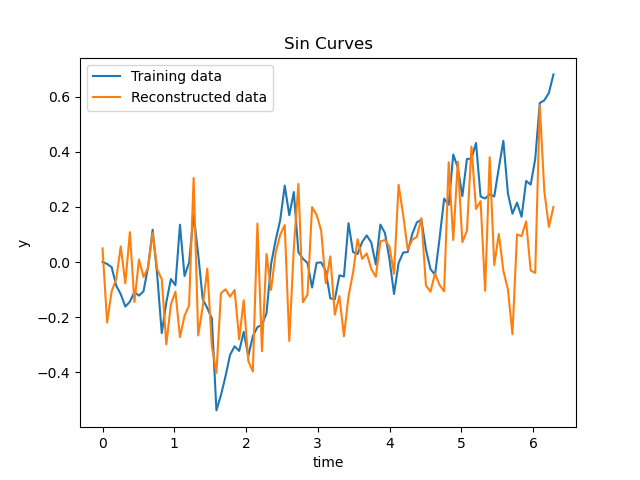 Sin Curves
Training data
Reconstructed data
y
0.6
0.4
0.2
0.0
−0.2
−0.4
0 1 2 3 4 5 6
time